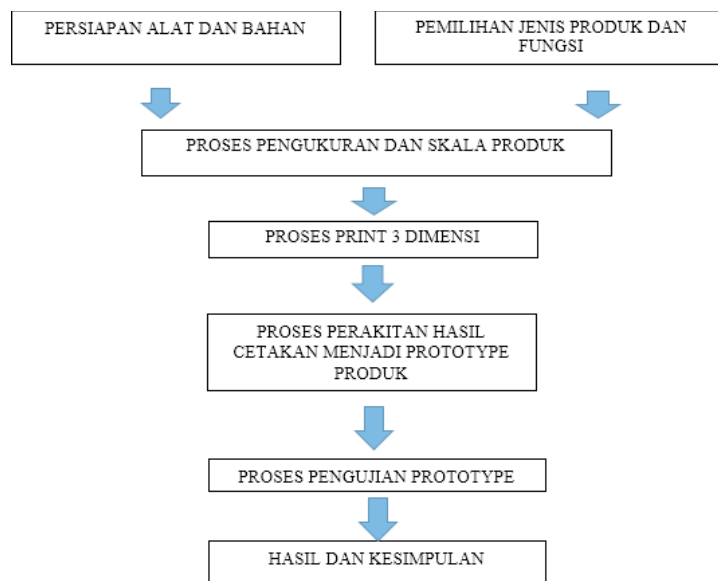 PERSIAPAN ALAT DAN BAHAN
PEMILIHAN JENIS PRODUK DAN
FUNGSI
PROSES PENGUKURAN DAN SKALA PRODUK
PROSES PRINT 3 DIMENSI
PROSES PERAKITAN HASIL
CETAKAN MENJADI PROTOTYPE
PRODUK
PROSES PENGUJIAN PROTOTYPE
HASIL DAN KESIMPULAN